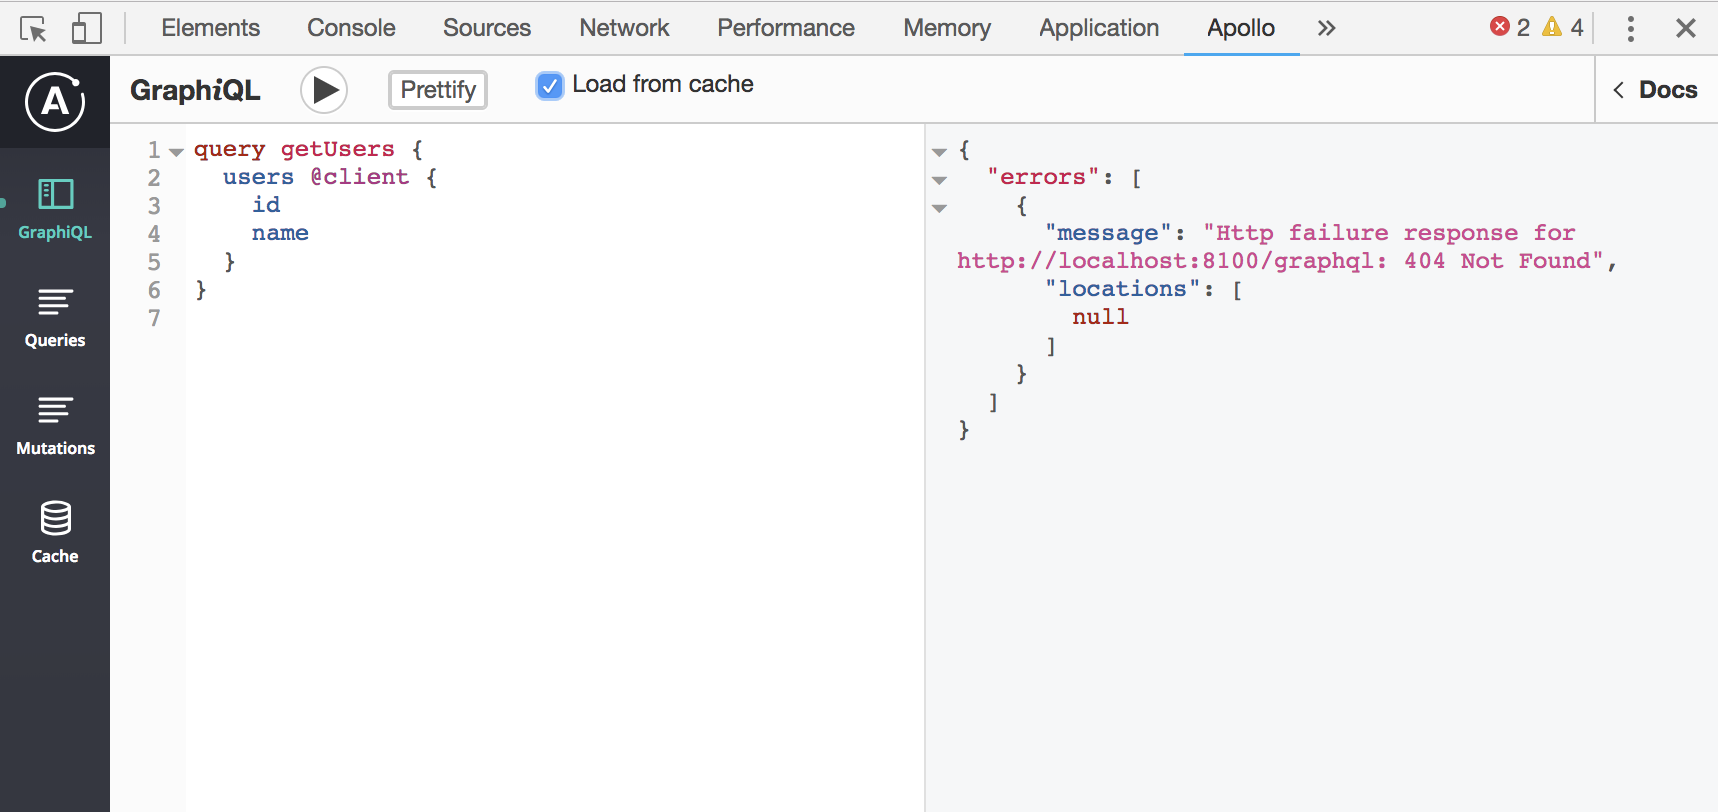 Elements Console Sources Network Performance Memory Application Apollo » 2 4
GraphiQL Prettify Load from cache Docs
GraphiQL
Queries
Mutations
Cache
1 query getUsers {
2 users @client {
3 id
4 name
5 }
6 }
7
{
"errors": [
{
"message": "Http failure response for
http://localhost:8100/graphql: 404 Not Found",
"locations": [
null
]
}
]
}